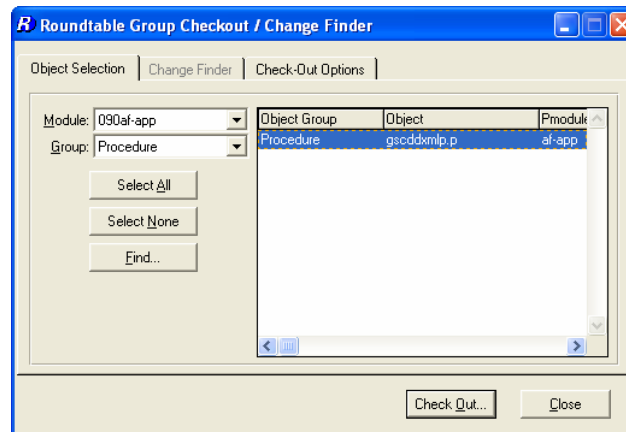 R Roundtable Group Checkout / Change Finder
Object Selection Change Finder Check-Out Options
Module: 090af-app
Group: Procedure
Select All
Select None
Find...
Object Group Object Pmodule
Procedure gscddxmlp.p af-app
Check Out... Close